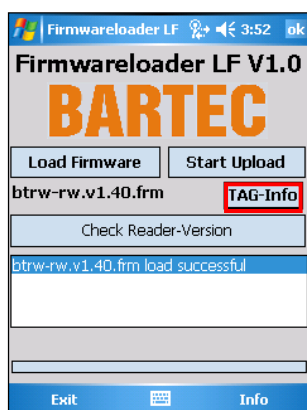 Firmwareloader LF 3:52 ok
Firmwareloader LF V1.0
BARTEC
Load Firmware Start Upload
btrw-rw.v1.40.frm TAG-Info
Check Reader-Version
btrw-rw.v1.40.frm load successful
Exit Info